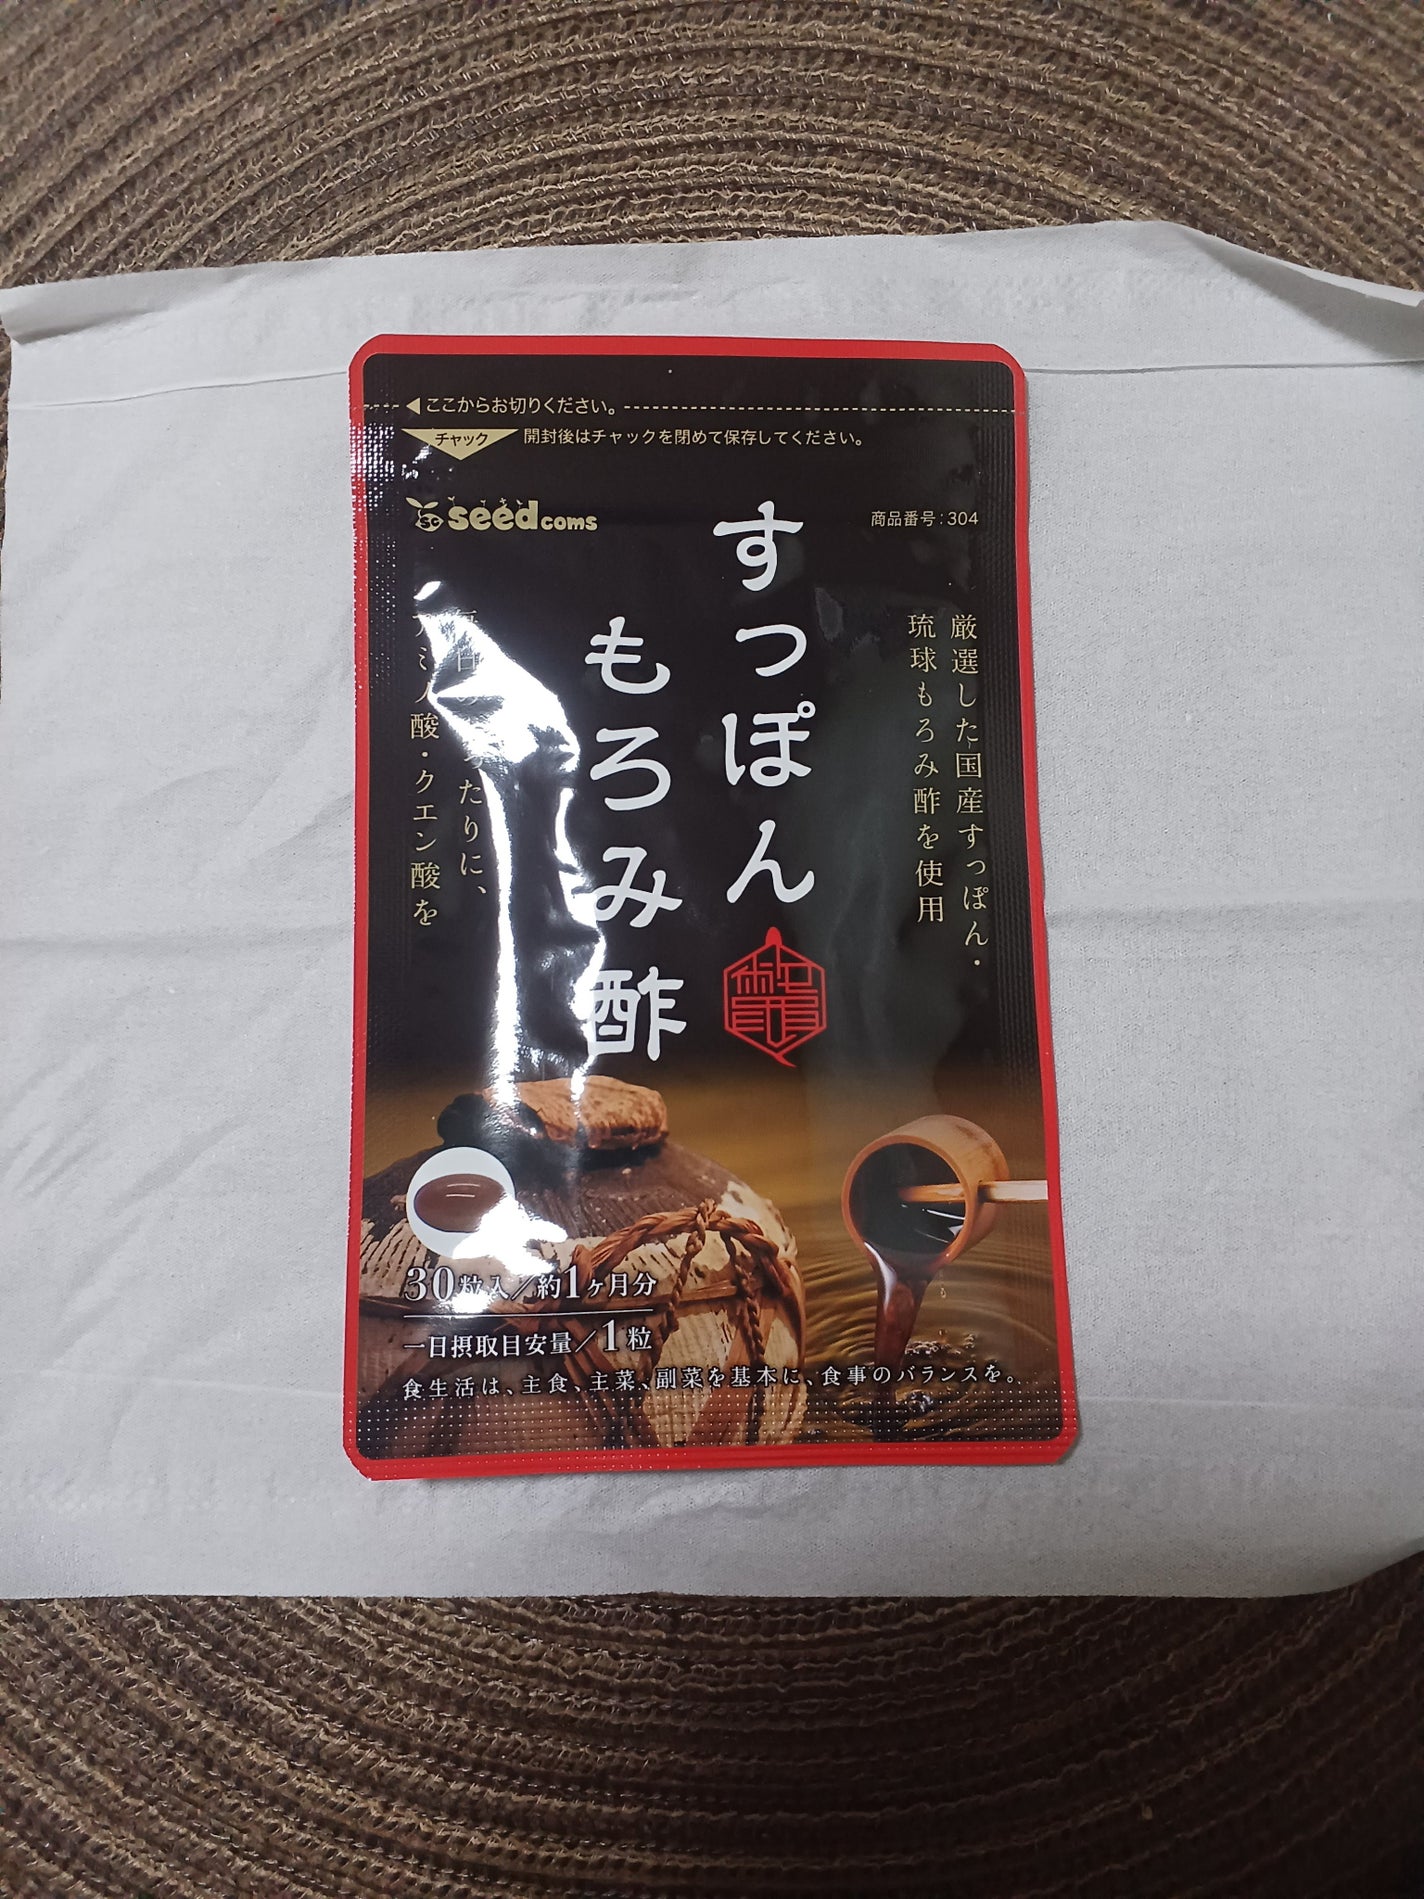 ここからお切りください。
チャック
開封後はチャックを閉めて保存してください。
seedcoms
商品番号:304
厳選した国産すっぽん・
琉球もろみ酢を使用
すっぽん
もろみ酢
たりに、
ミノ酸・クエン酸を
30粒入/約1ヶ月分
一日摂取目安量/1粒
食生活は、主食、主菜、副菜を基本に、食事のバランスを。